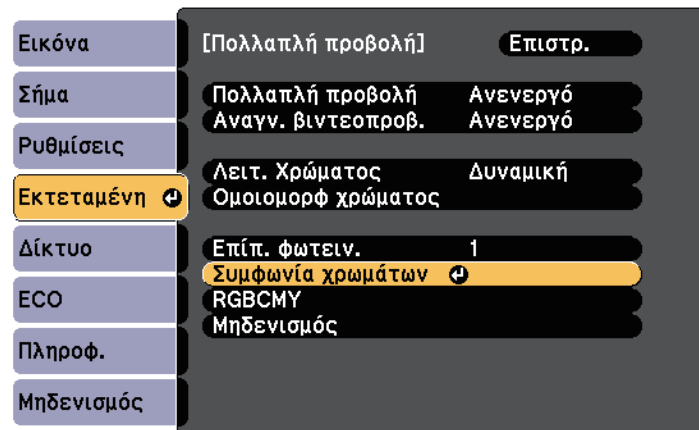 Εικόνα
Σήμα
Ρυθμίσεις
Εκτεταμένη
Δίκτυο
ECO
Πληροφ.
Μηδενισμός
[Πολλαπλή προβολή] Επιστρ.
Πολλαπλή προβολή Ανενεργό
Αναγν. βιντεοπροβ. Ανενεργό
Λειτ. Χρώματος Δυναμική
Ομοιομορφ χρώματος
Επίπ. φωτειν. 1
Συμφωνία χρωμάτων
RGBCMY
Μηδενισμός